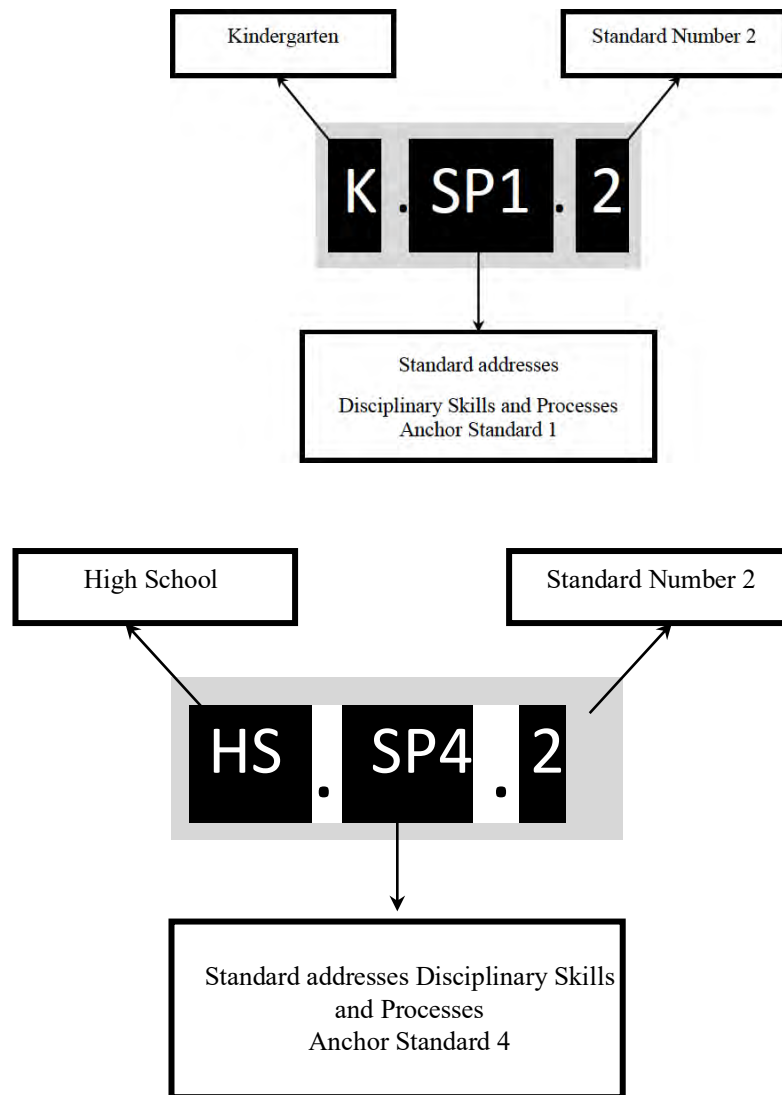 Kindergarten
Standard Number 2
K . SP1 . 2
Standard addresses
Disciplinary Skills and Processes
Anchor Standard 1
High School
Standard Number 2
HS . SP4 . 2
Standard addresses Disciplinary Skills
and Processes
Anchor Standard 4